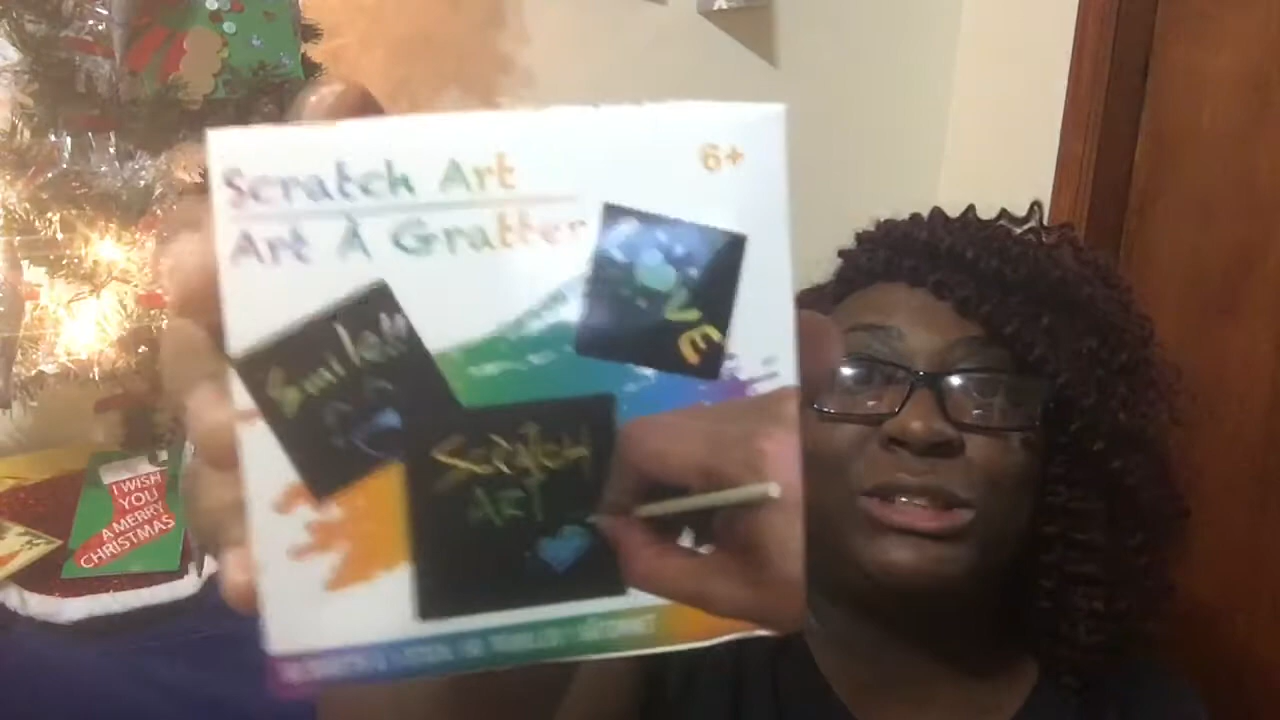 Scratch Art
6+
Art À Gratter
LOVE
Smile
SCRATCH
ART
I WISH
YOU
A MERRY
CHRISTMAS